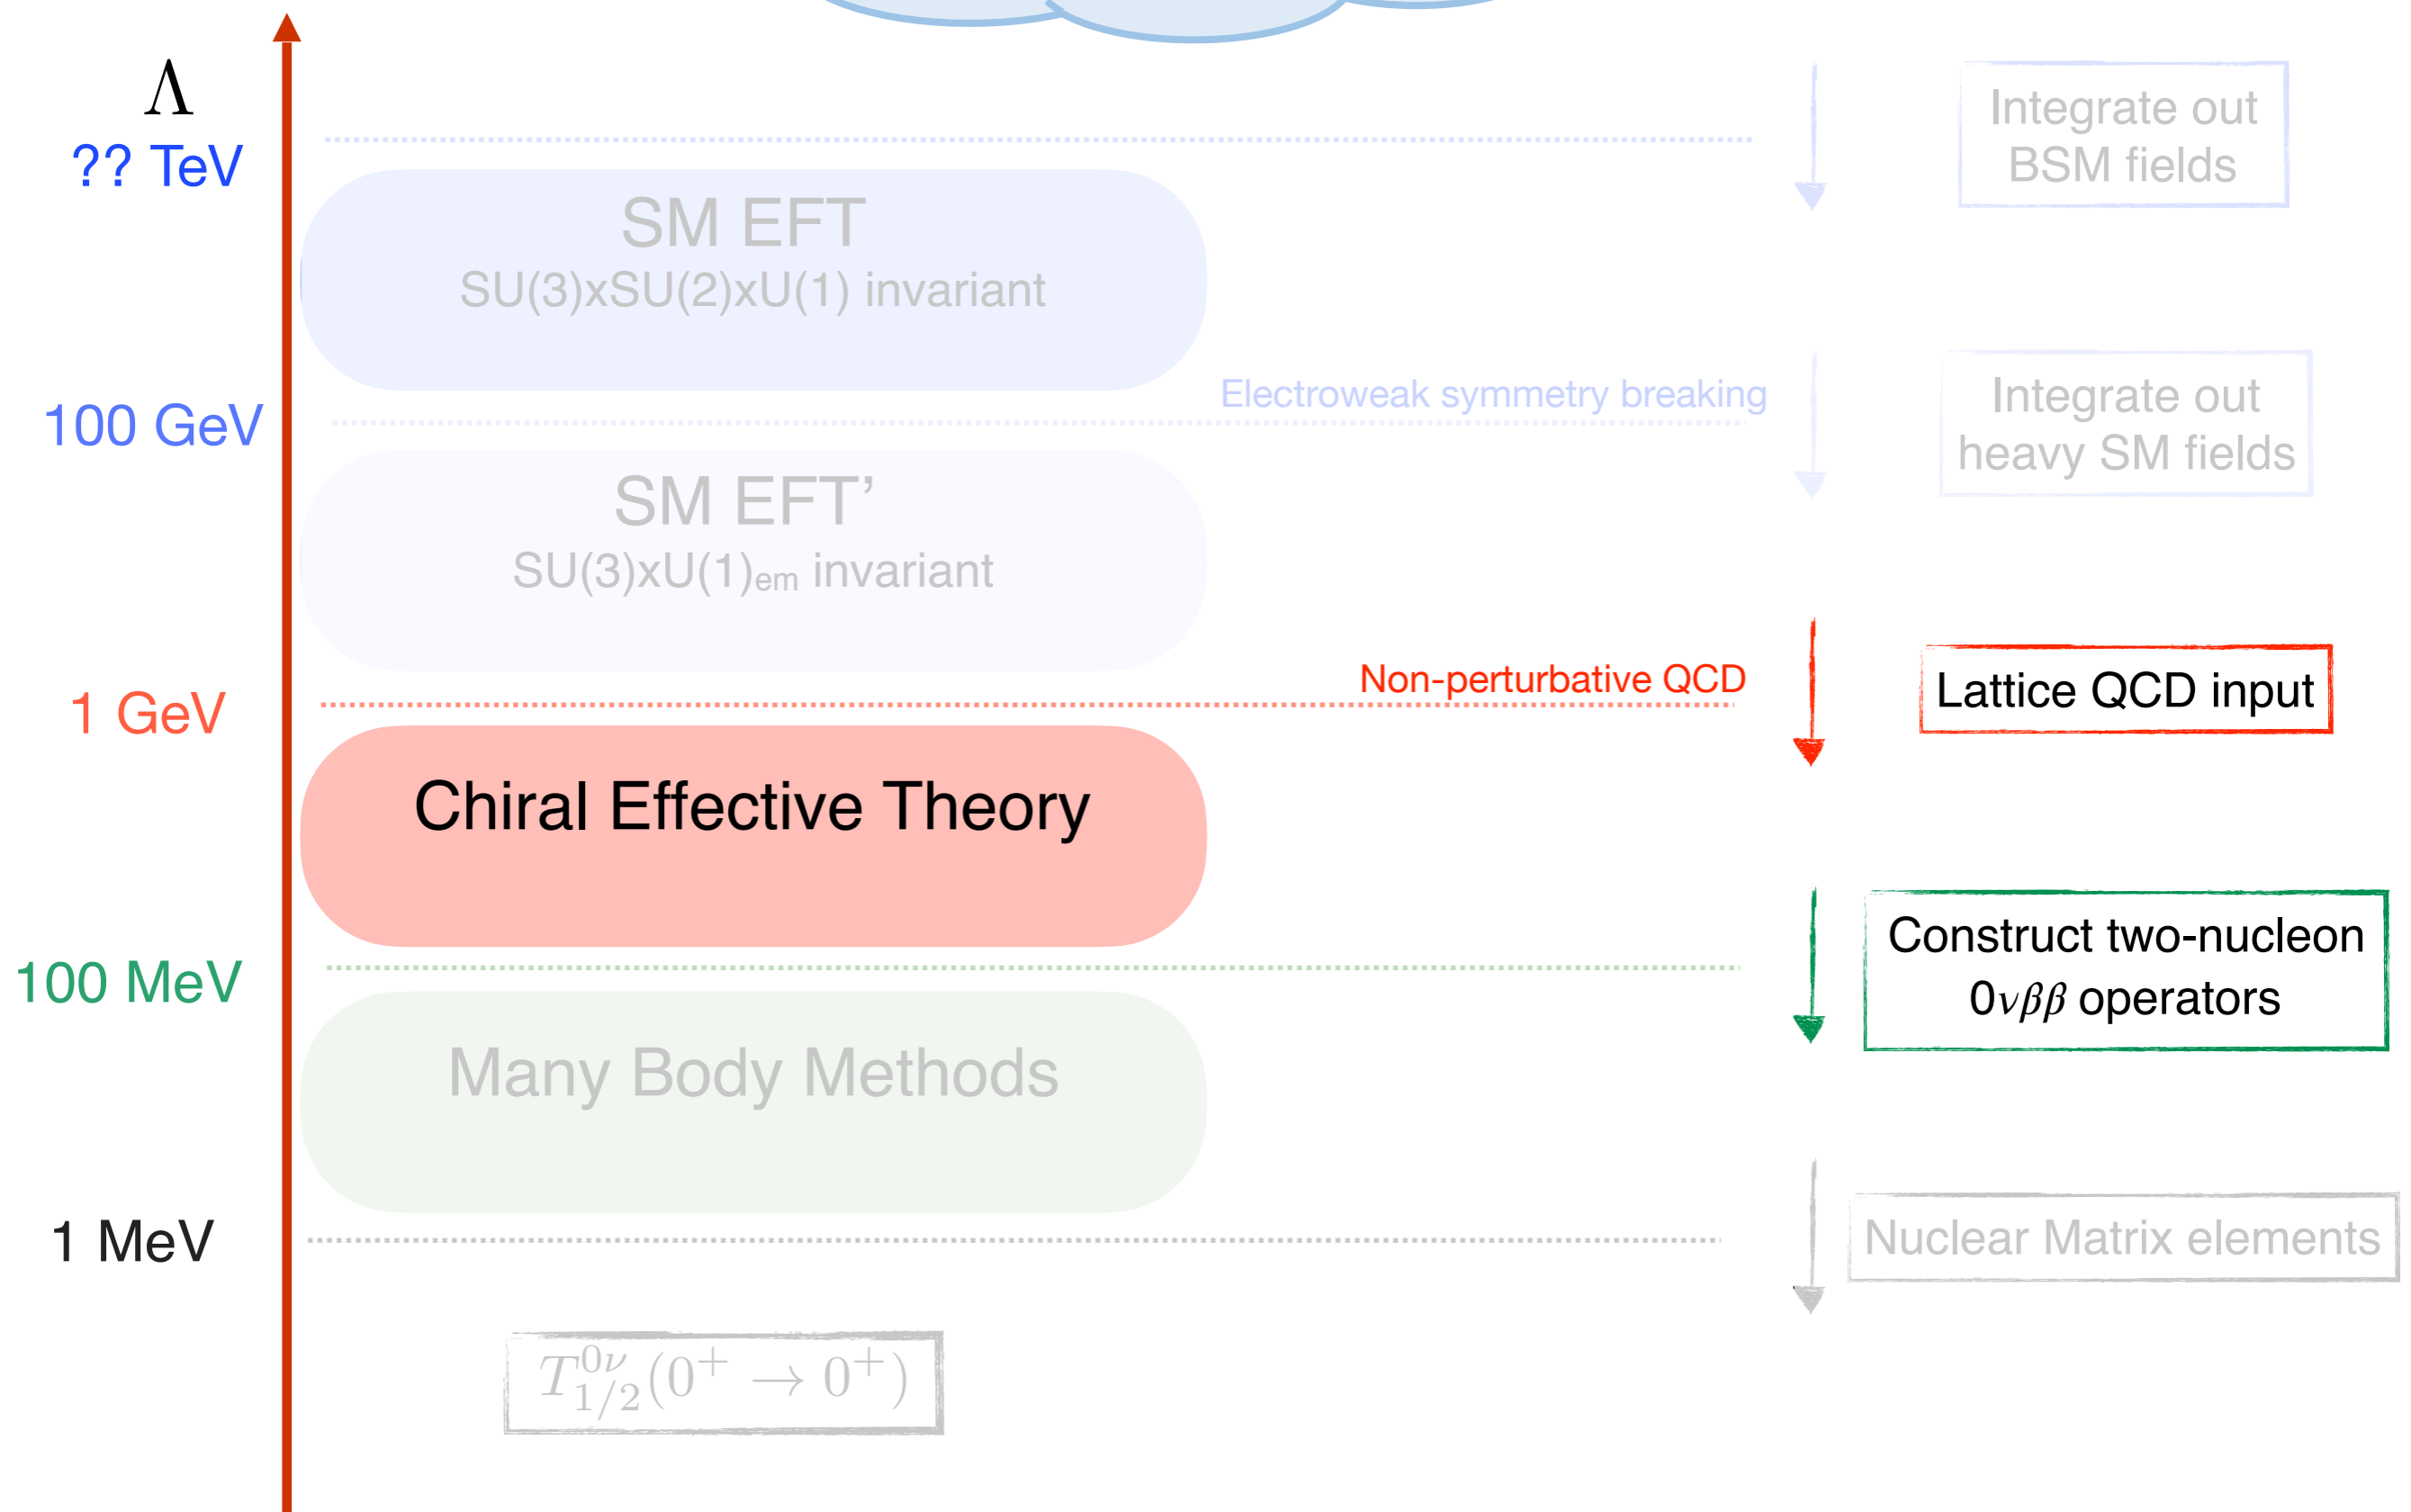 Λ
?? TeV
Integrate out
BSM fields
SM EFT
SU(3)xSU(2)xU(1) invariant
100 GeV
Electroweak symmetry breaking
Integrate out
heavy SM fields
SM EFT’
SU(3)xU(1)em invariant
1 GeV
Non-perturbative QCD
Lattice QCD input
Chiral Effective Theory
100 MeV
Construct two-nucleon
0νββ operators
Many Body Methods
1 MeV
Nuclear Matrix elements
T^{0ν}_{1/2}(0⁺ → 0⁺)